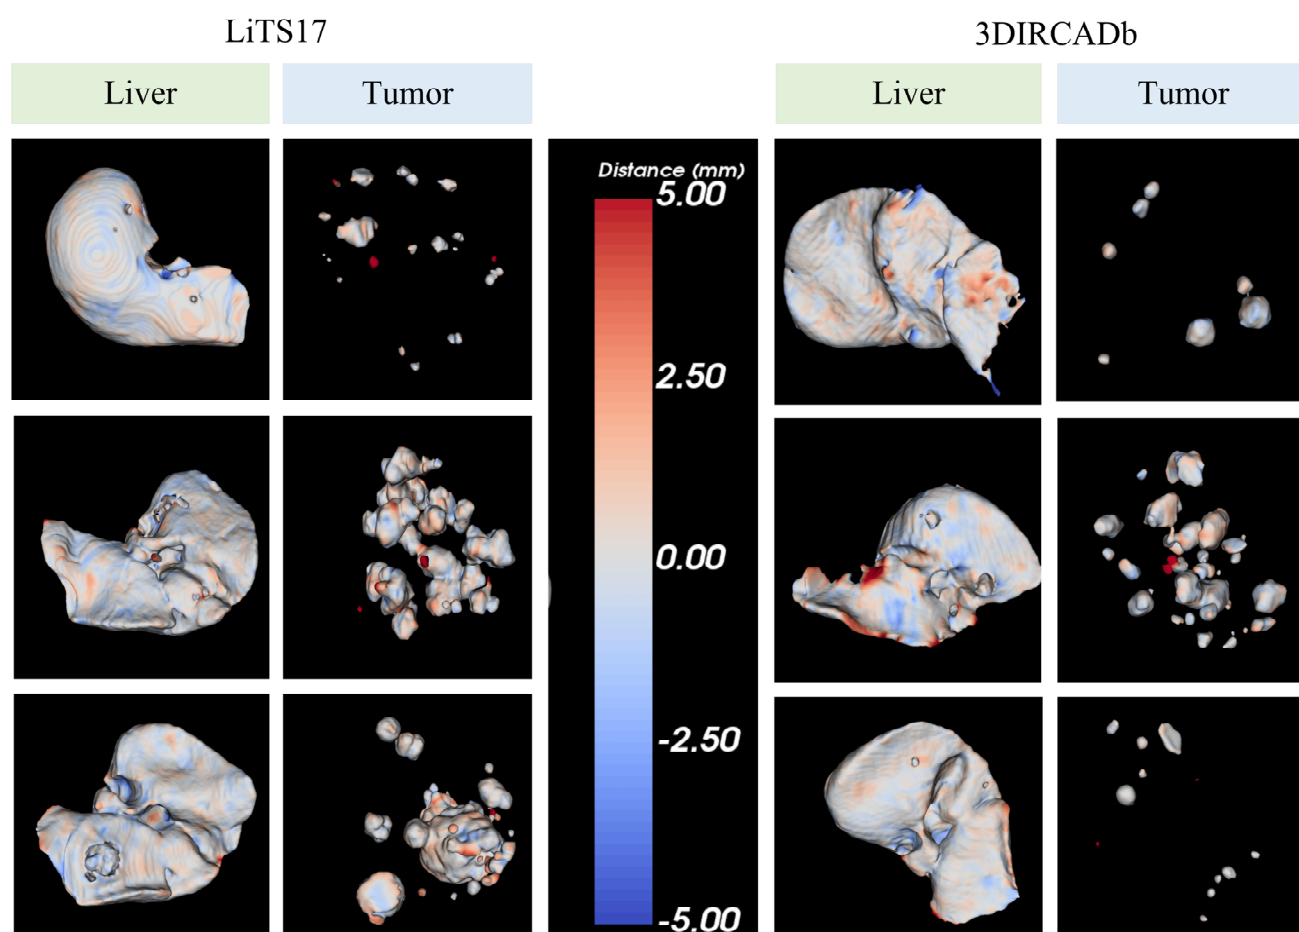 LiTS17
3DIRCADb
Liver
Tumor
Liver
Tumor
Distance (mm)
5.00
2.50
0.00
-2.50
-5.00